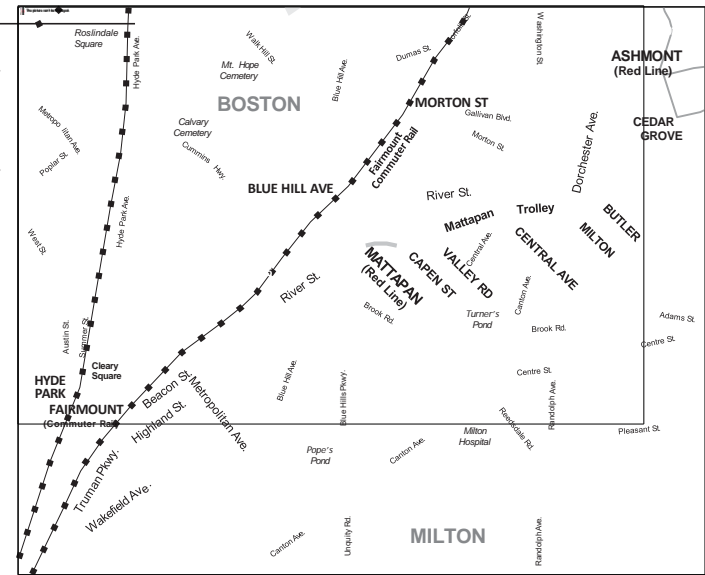 Roslindale
Square
Hyde Park Ave.
Walk Hill St.
Mt. Hope
Cemetery
Blue Hill Ave.
Dumas St.
Washington St.
ASHMONT
(Red Line)
BOSTON
MORTON ST
Gallivan Blvd.
CEDAR
GROVE
Metropo litan Ave.
Calvary
Cemetery
Cummins Hwy.
Fairmount
Commuter Rail
Morton St.
Dorchester Ave.
Poplar St.
BLUE HILL AVE
River St.
Mattapan
Trolley
BUTLER
MILTON
Hyde Park Ave.
West St.
MATTAPAN
(Red Line)
CAPEN ST
VALLEY RD
Central Ave.
CENTRAL AVE
Canton Ave.
River St.
Brook Rd.
Turner's
Pond
Brook Rd.
Adams St.
Centre St.
Austin St.
Summer St.
Cleary
Square
HYDE
PARK
FAIRMOUNT
(Commuter Rail)
Beacon St.
Metropolitan Ave.
Highland St.
Blue Hill Ave.
Blue Hills Pkwy.
Centre St.
Randolph Ave.
Reedsdale Rd.
Pleasant St.
Milton
Hospital
Pope's
Pond
Canton Ave.
Truman Pkwy.
Wakefield Ave.
Canton Ave.
Unquity Rd.
MILTON
Randolph Ave.